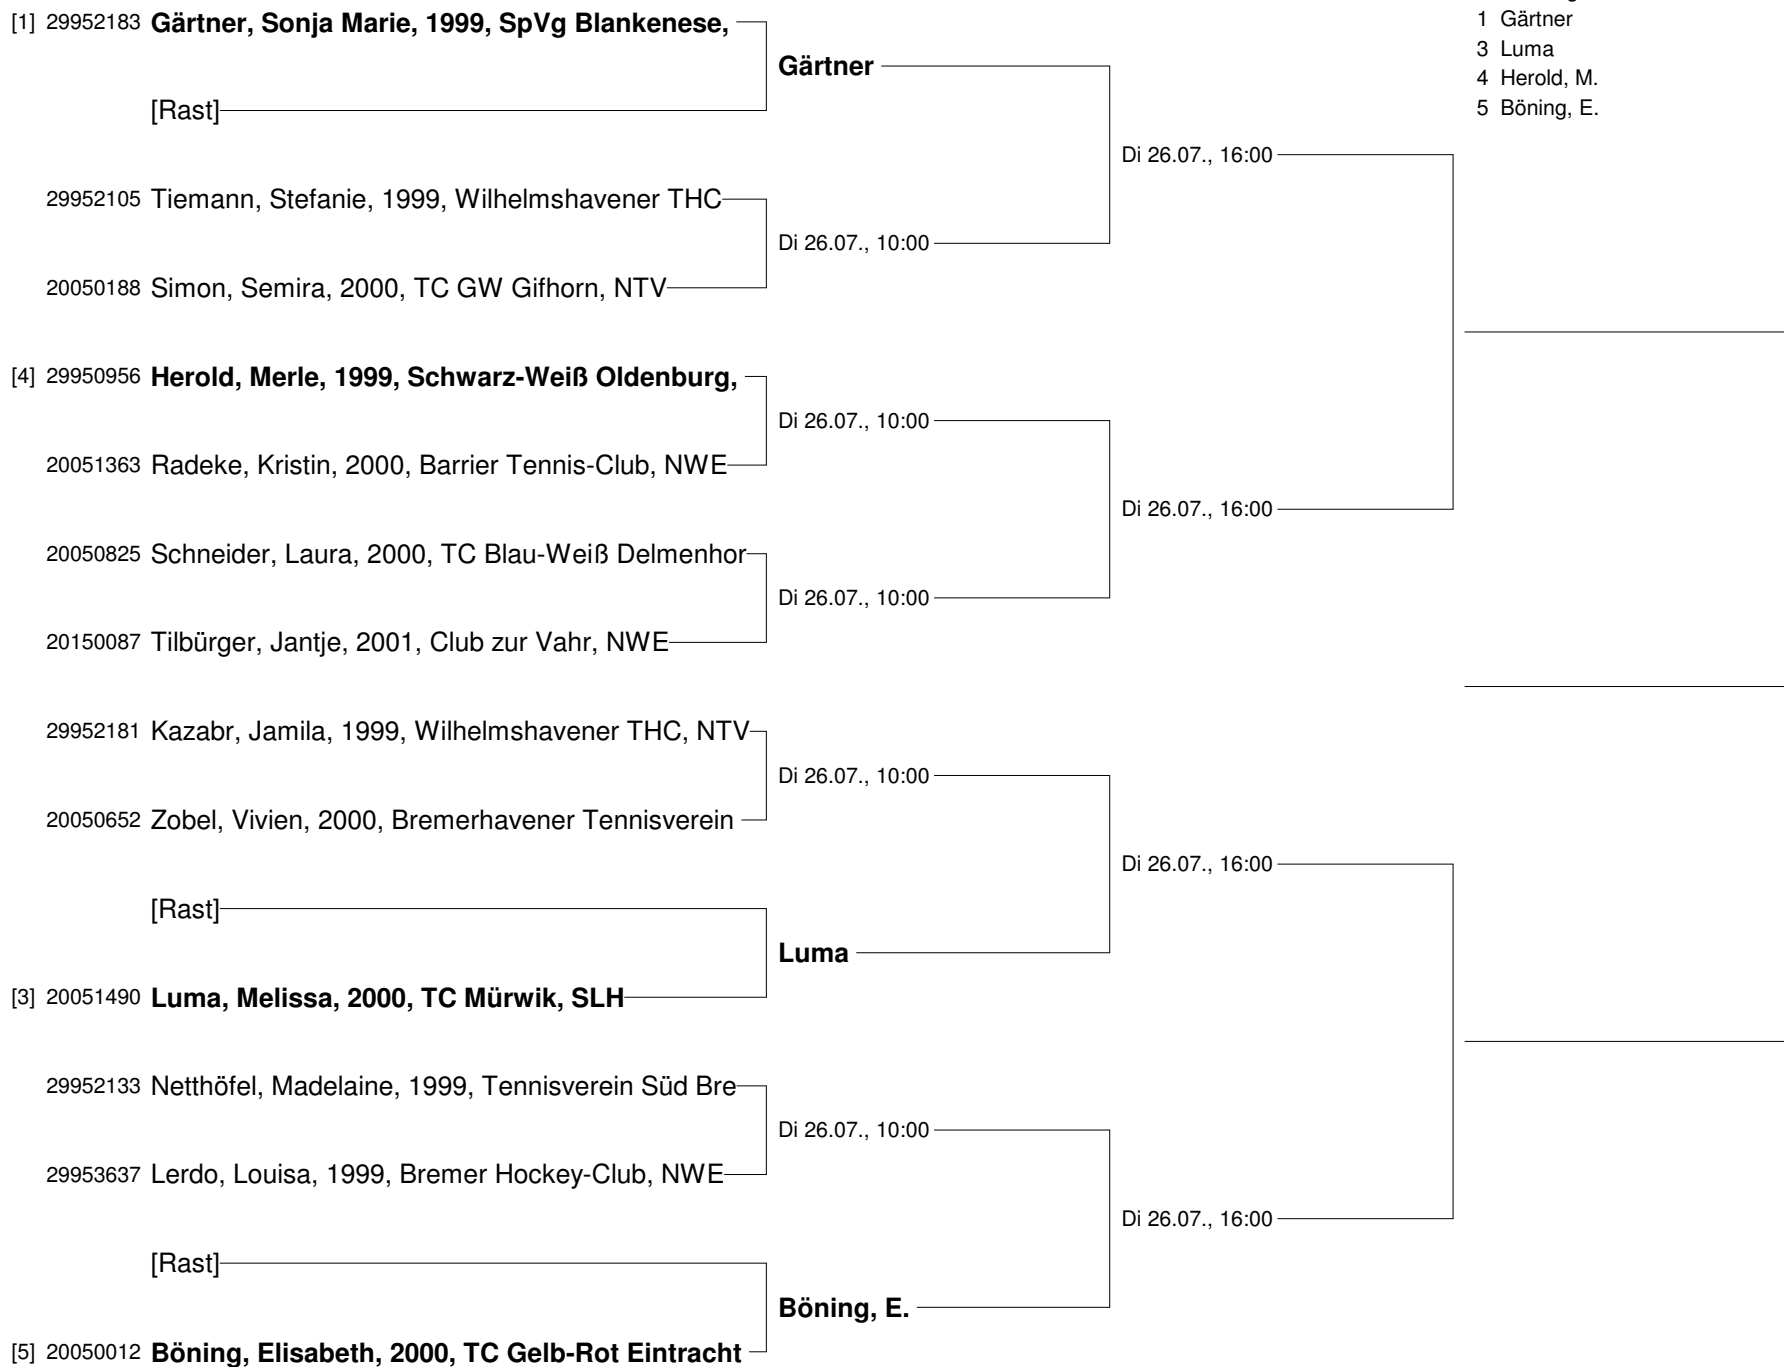 [1] 29952183 Gärtner, Sonja Marie, 1999, SpVg Blankenese,
1 Gärtner
3 Luma
4 Herold, M.
5 Böning, E.
Gärtner
[Rast]
Di 26.07., 16:00
29952105 Tiemann, Stefanie, 1999, Wilhelmshavener THC
Di 26.07., 10:00
20050188 Simon, Semira, 2000, TC GW Gifhorn, NTV
[4] 29950956 Herold, Merle, 1999, Schwarz-Weiß Oldenburg,
Di 26.07., 10:00
20051363 Radeke, Kristin, 2000, Barrier Tennis-Club, NWE
Di 26.07., 16:00
20050825 Schneider, Laura, 2000, TC Blau-Weiß Delmenhor
Di 26.07., 10:00
20150087 Tilbürger, Jantje, 2001, Club zur Vahr, NWE
29952181 Kazabr, Jamila, 1999, Wilhelmshavener THC, NTV
Di 26.07., 10:00
20050652 Zobel, Vivien, 2000, Bremerhavener Tennisverein
Di 26.07., 16:00
[Rast]
Luma
[3] 20051490 Luma, Melissa, 2000, TC Mürwik, SLH
29952133 Netthöfel, Madelaine, 1999, Tennisverein Süd Bre
Di 26.07., 10:00
29953637 Lerdo, Louisa, 1999, Bremer Hockey-Club, NWE
Di 26.07., 16:00
[Rast]
Böning, E.
[5] 20050012 Böning, Elisabeth, 2000, TC Gelb-Rot Eintracht